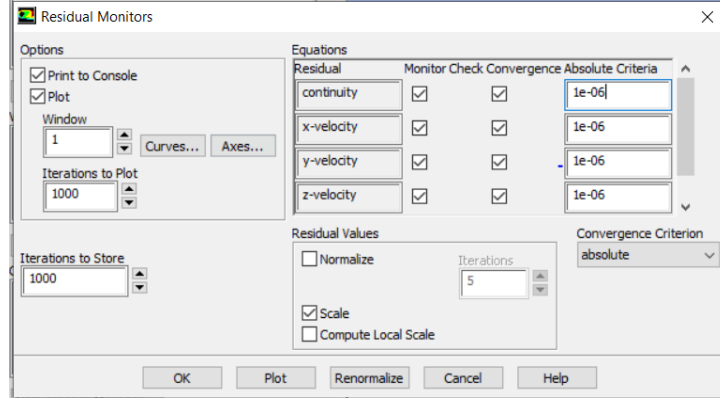 Residual Monitors
Options
Print to Console
Plot
Window
1
Curves...
Axes...
Iterations to Plot
1000
Iterations to Store
1000
Equations
Residual Monitor Check Convergence Absolute Criteria
continuity 1e-06
x-velocity 1e-06
y-velocity 1e-06
z-velocity 1e-06
Residual Values
Normalize
Iterations
5
Scale
Compute Local Scale
Convergence Criterion
absolute
OK Plot Renormalize Cancel Help